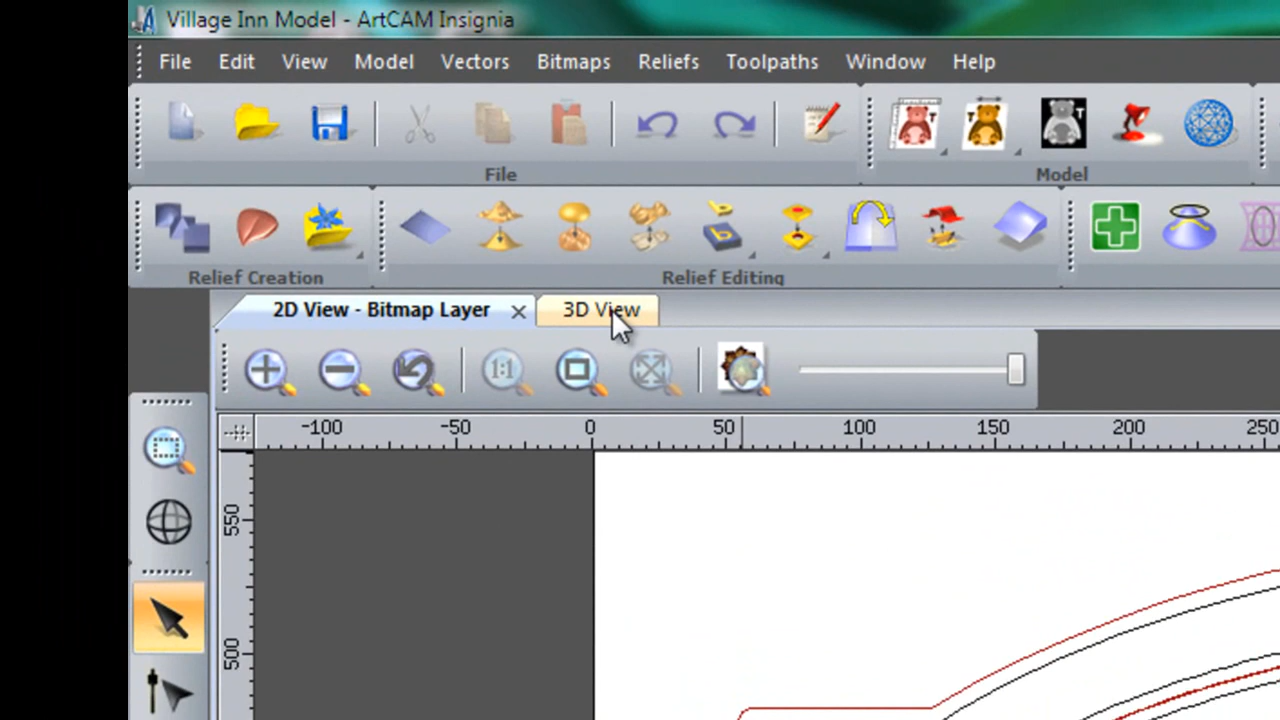 Village Inn Model - ArtCAM Insignia
File Edit View Model Vectors Bitmaps Reliefs Toolpaths Window Help
File Model
Relief Creation Relief Editing
2D View - Bitmap Layer 3D View
1:1
-100 -50 0 50 100 150 200 250
550
500